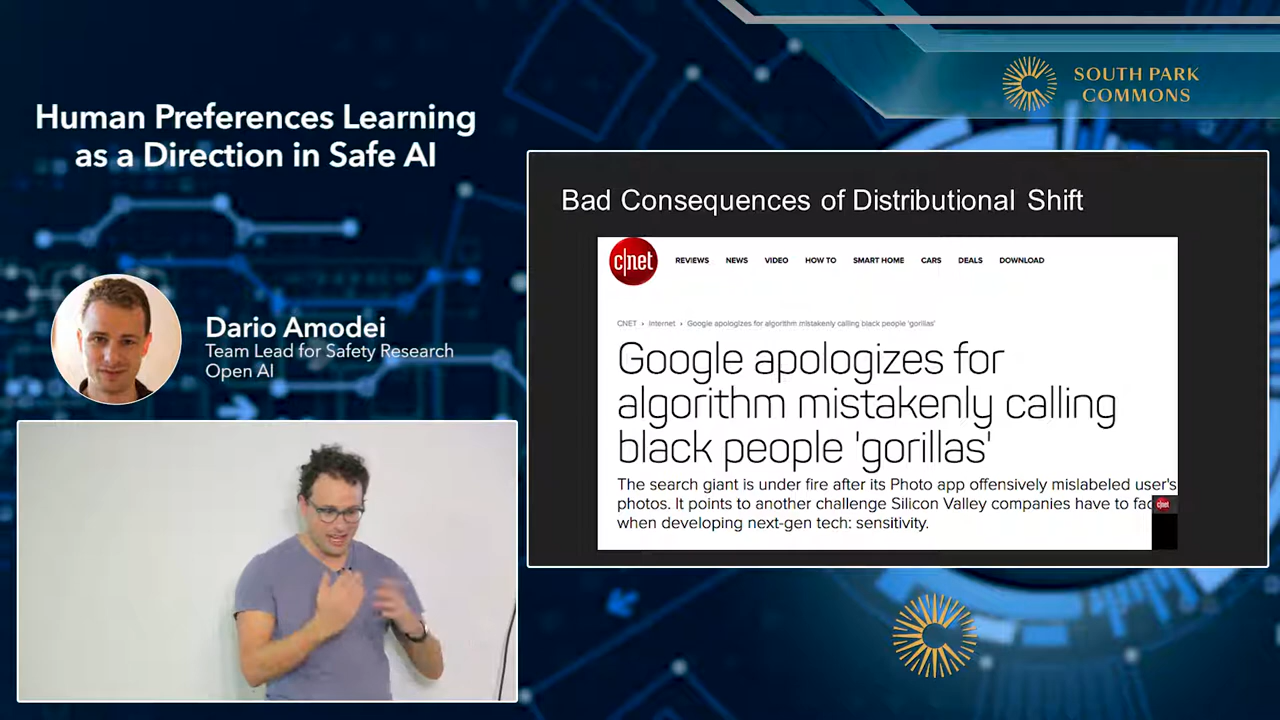 Human Preferences Learning
as a Direction in Safe AI
Dario Amodei
Team Lead for Safety Research
Open AI
SOUTH PARK
COMMONS
Bad Consequences of Distributional Shift
c|net
REVIEWS NEWS VIDEO HOW TO SMART HOME CARS DEALS DOWNLOAD
CNET › Internet › Google apologizes for algorithm mistakenly calling black people 'gorillas'
Google apologizes for
algorithm mistakenly calling
black people 'gorillas'
The search giant is under fire after its Photo app offensively mislabeled user's
photos. It points to another challenge Silicon Valley companies have to fac
when developing next-gen tech: sensitivity.
c|net